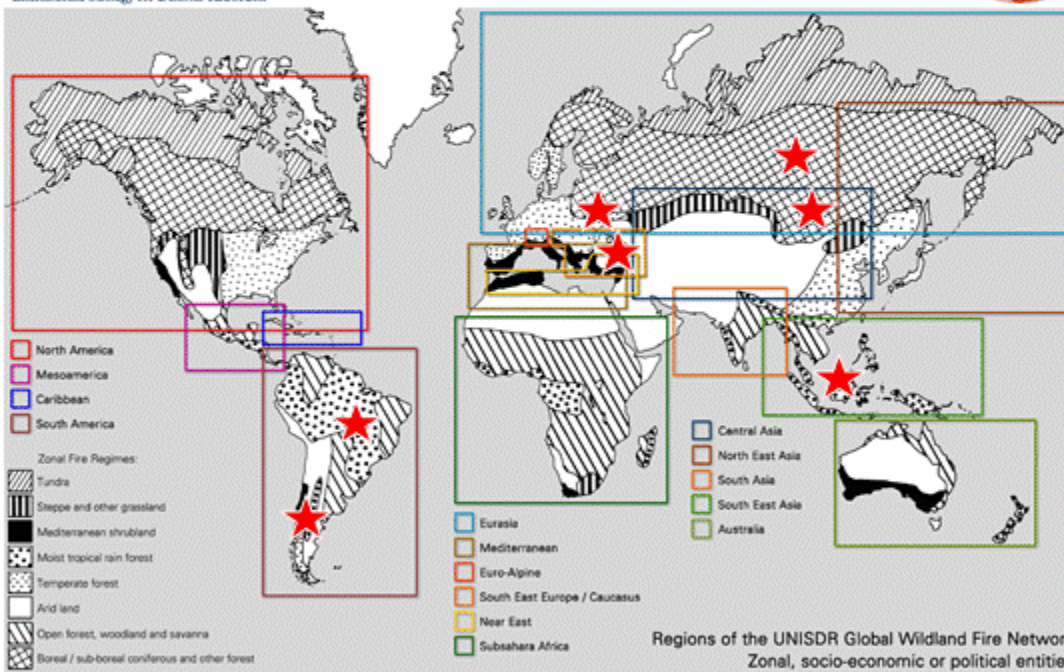 North America
Mesoamerica
Caribbean
South America
Zonal Fire Regimes:
Tundra
Steppe and other grassland
Mediterranean shrubland
Moist tropical rain forest
Temperate forest
Arid land
Open forest, woodland and savanna
Boreal / sub-boreal coniferous and other forest
Eurasia
Mediterranean
Euro-Alpine
South East Europe / Caucasus
Near East
Subsahara Africa
Central Asia
North East Asia
South Asia
South East Asia
Australia
Regions of the UNISDR Global Wildland Fire Networ
Zonal, socio-economic or political entitie